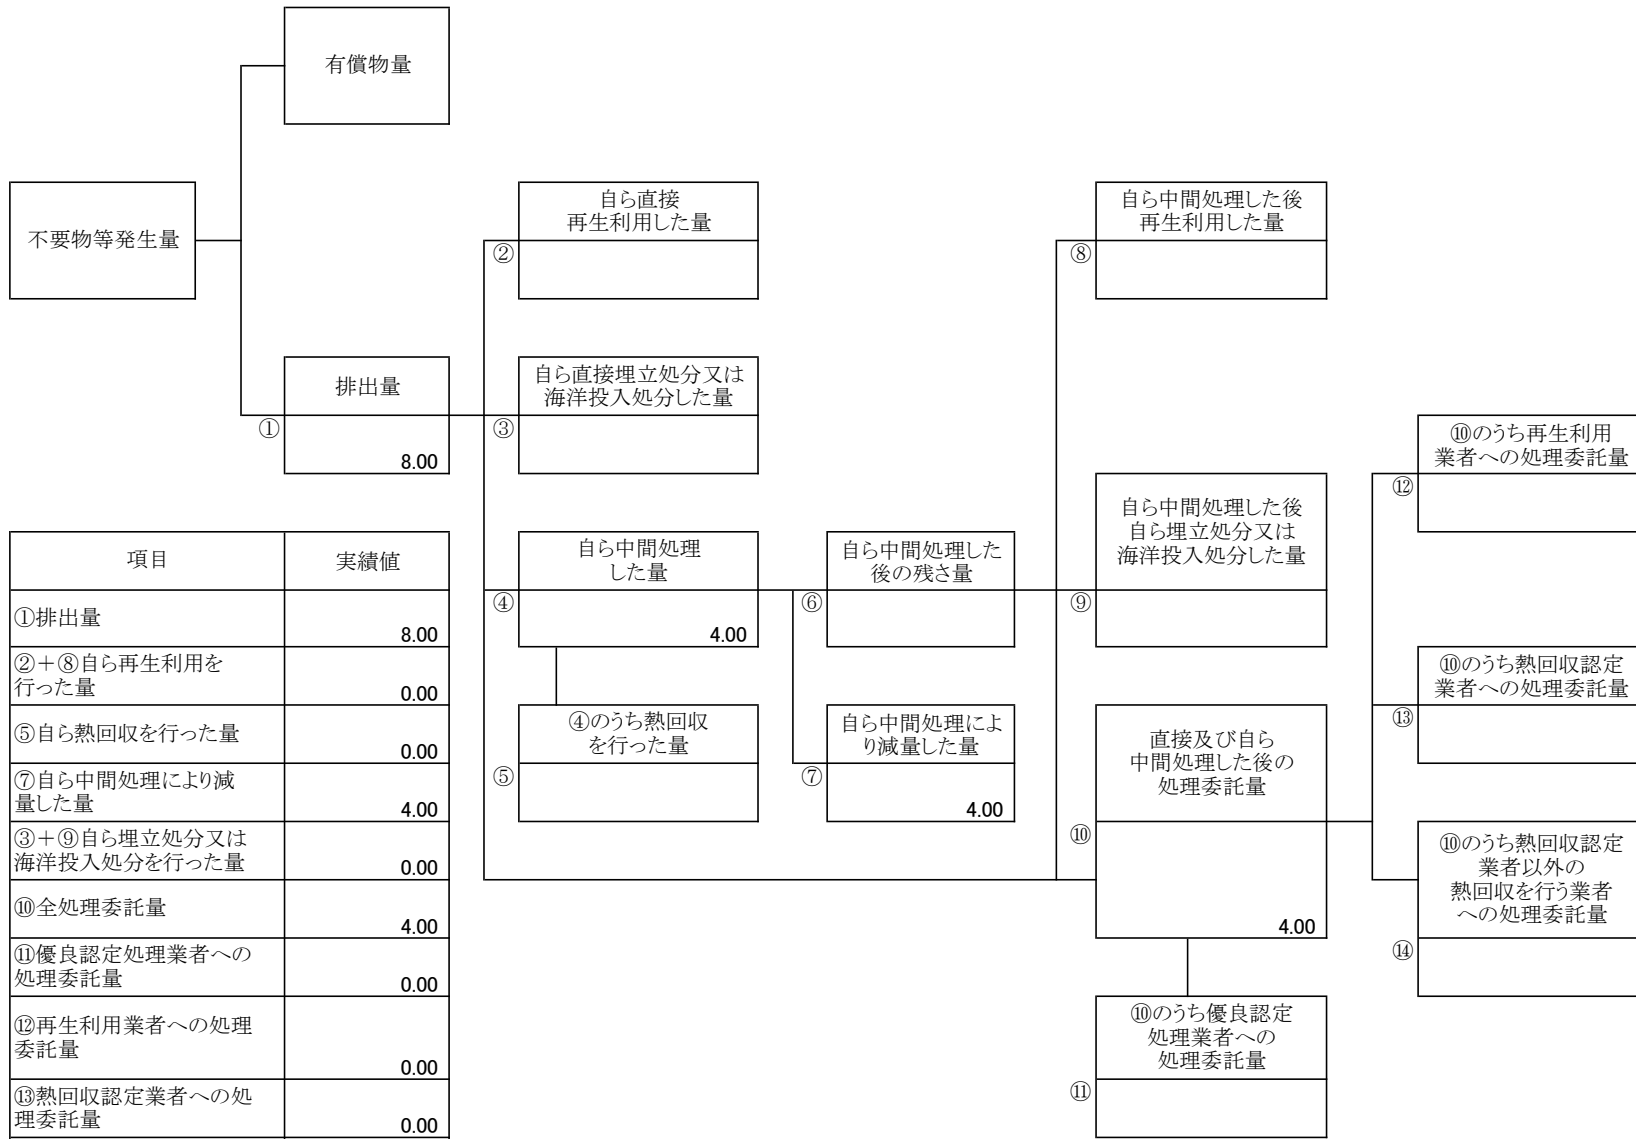 有償物量
不要物等発生量
自ら直接
再生利用した量
②
自ら中間処理した後
再生利用した量
⑧
排出量
①
8.00
自ら直接埋立処分又は
海洋投入処分した量
③
⑩のうち再生利用
業者への処理委託量
⑫
自ら中間処理
した量
④
4.00
自ら中間処理した
後の残さ量
⑥
自ら中間処理した後
自ら埋立処分又は
海洋投入処分した量
⑨
⑩のうち熱回収認定
業者への処理委託量
⑬
④のうち熱回収
を行った量
⑤
自ら中間処理によ
り減量した量
⑦
4.00
直接及び自ら
中間処理した後の
処理委託量
⑩
4.00
⑩のうち熱回収認定
業者以外の
熱回収を行う業者
への処理委託量
⑭
⑩のうち優良認定
処理業者への
処理委託量
⑪
項目 実績値
①排出量
8.00
②＋⑧自ら再生利用を
行った量
0.00
⑤自ら熱回収を行った量
0.00
⑦自ら中間処理により減
量した量
4.00
③＋⑨自ら埋立処分又は
海洋投入処分を行った量
0.00
⑩全処理委託量
4.00
⑪優良認定処理業者への
処理委託量
0.00
⑫再生利用業者への処理
委託量
0.00
⑬熱回収認定業者への処
理委託量
0.00